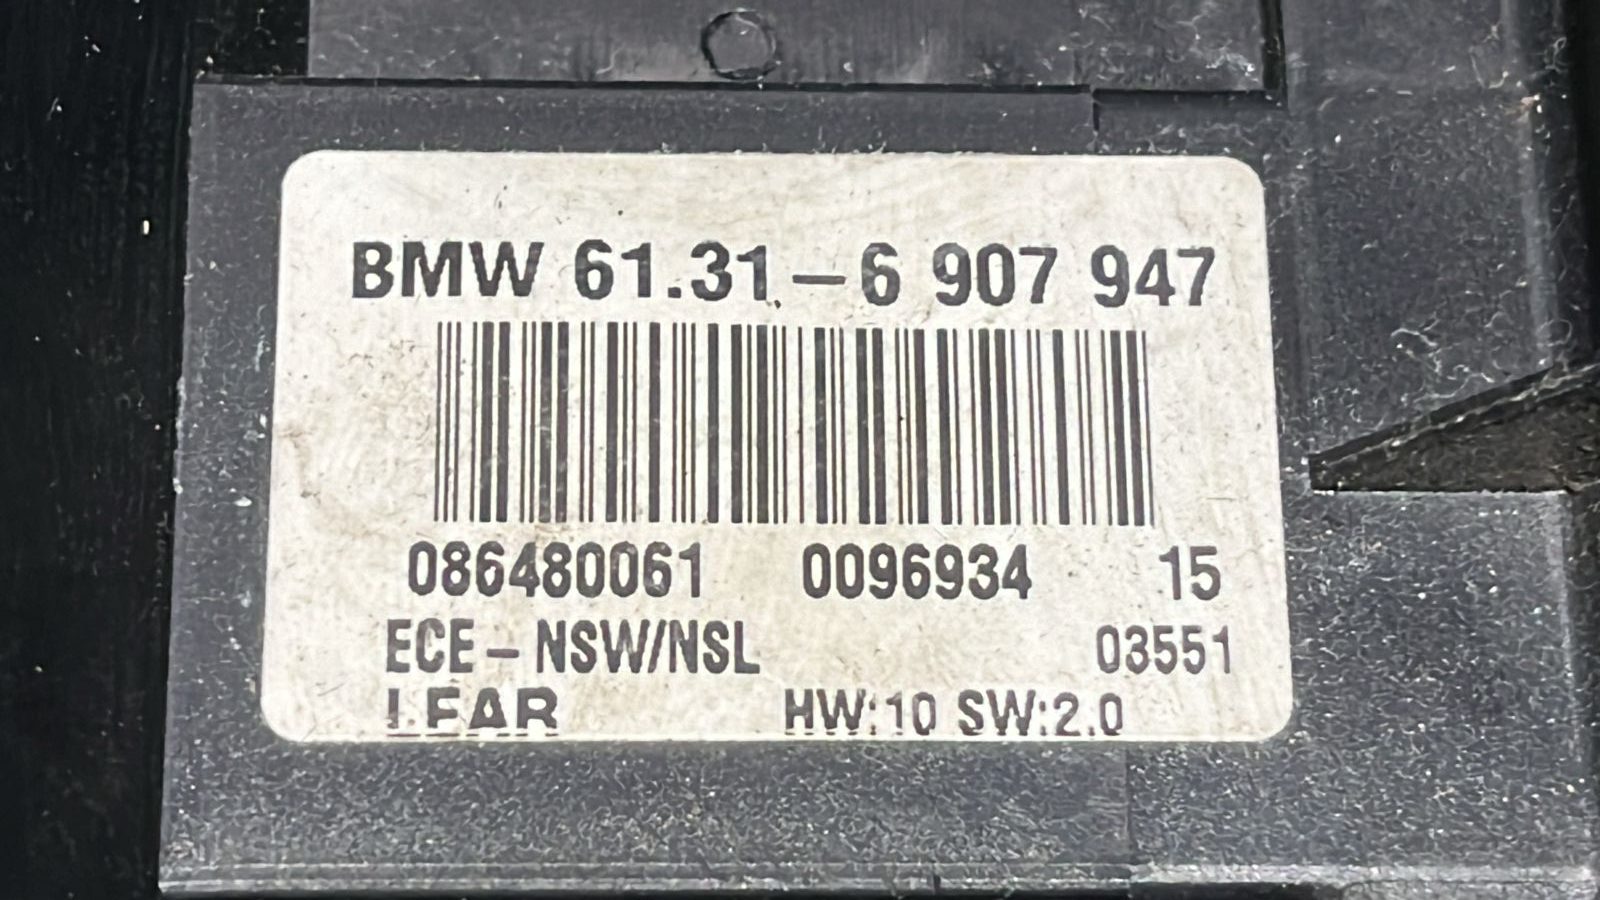 BMW 61.31-6 907 947
086480061 0096934 15
ECE-NSW/NSL 03551
LEAR HW:10 SW:2.0